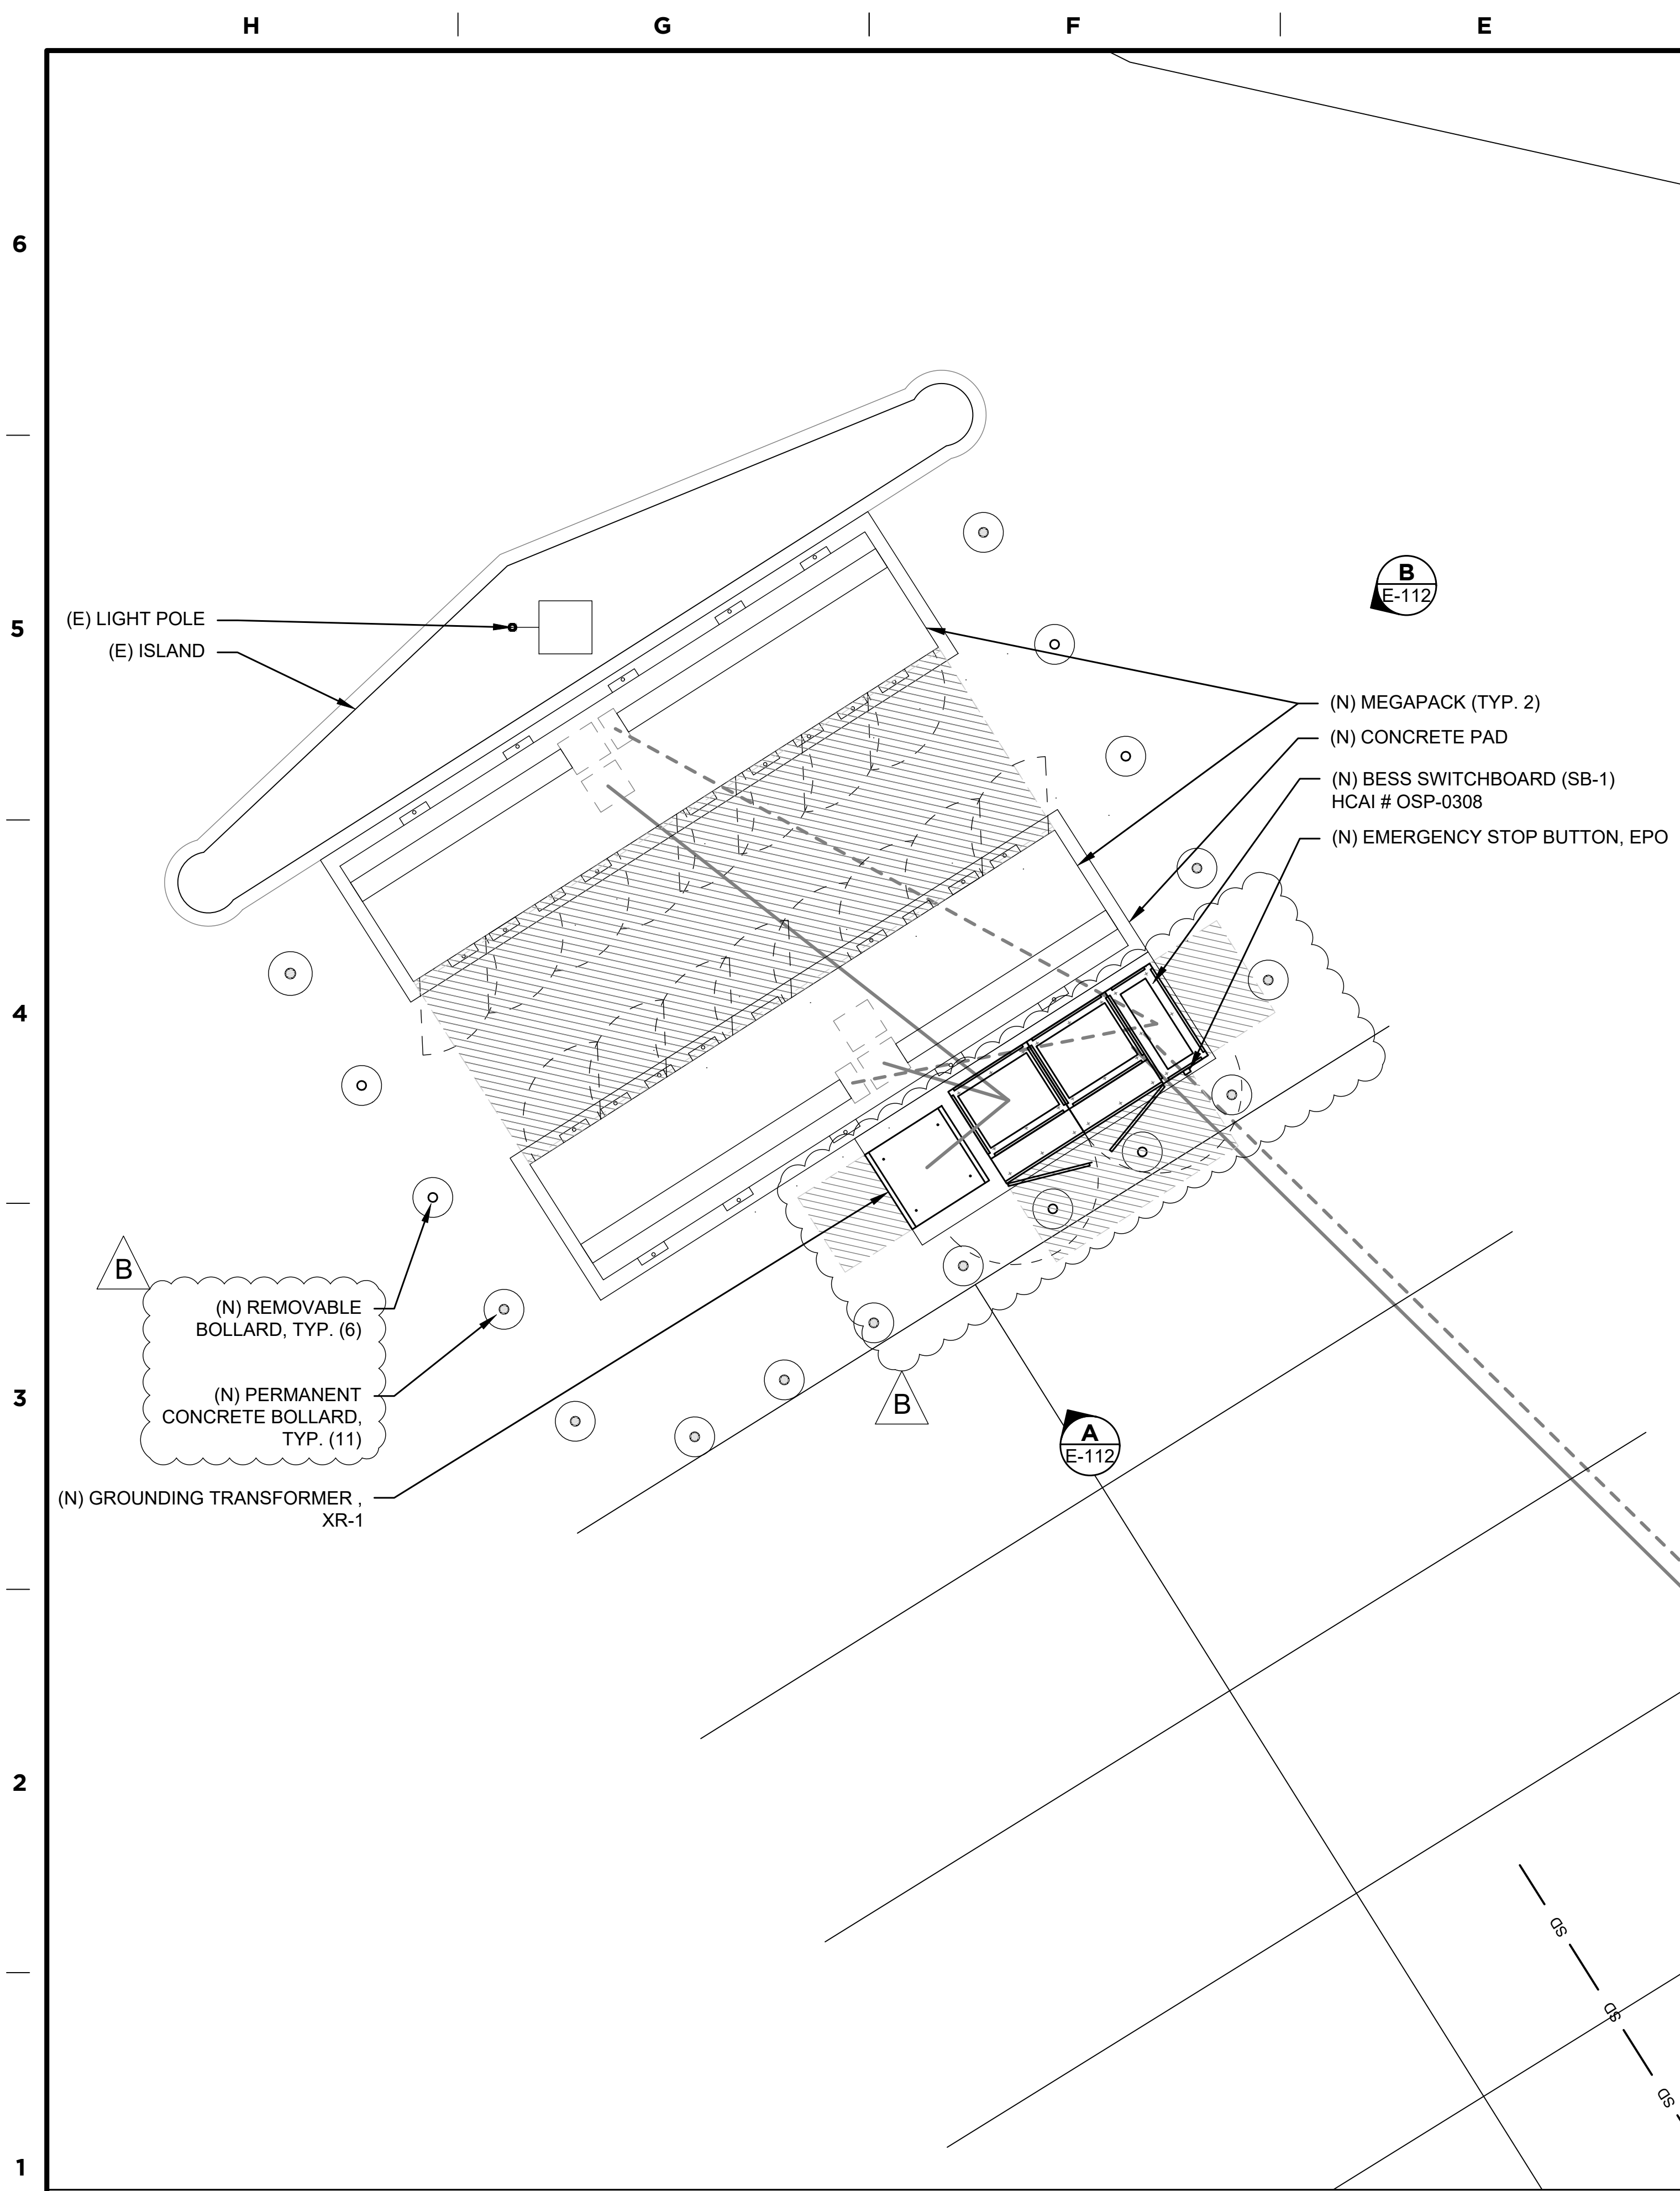 H G F E
6
5
4
3
2
1
(E) LIGHT POLE
(E) ISLAND
B
E-112
(N) MEGAPACK (TYP. 2)
(N) CONCRETE PAD
(N) BESS SWITCHBOARD (SB-1)
HCAI # OSP-0308
(N) EMERGENCY STOP BUTTON, EPO
B
(N) REMOVABLE
BOLLARD, TYP. (6)
(N) PERMANENT
CONCRETE BOLLARD,
TYP. (11)
(N) GROUNDING TRANSFORMER ,
XR-1
B
A
E-112
SD
SD
SD